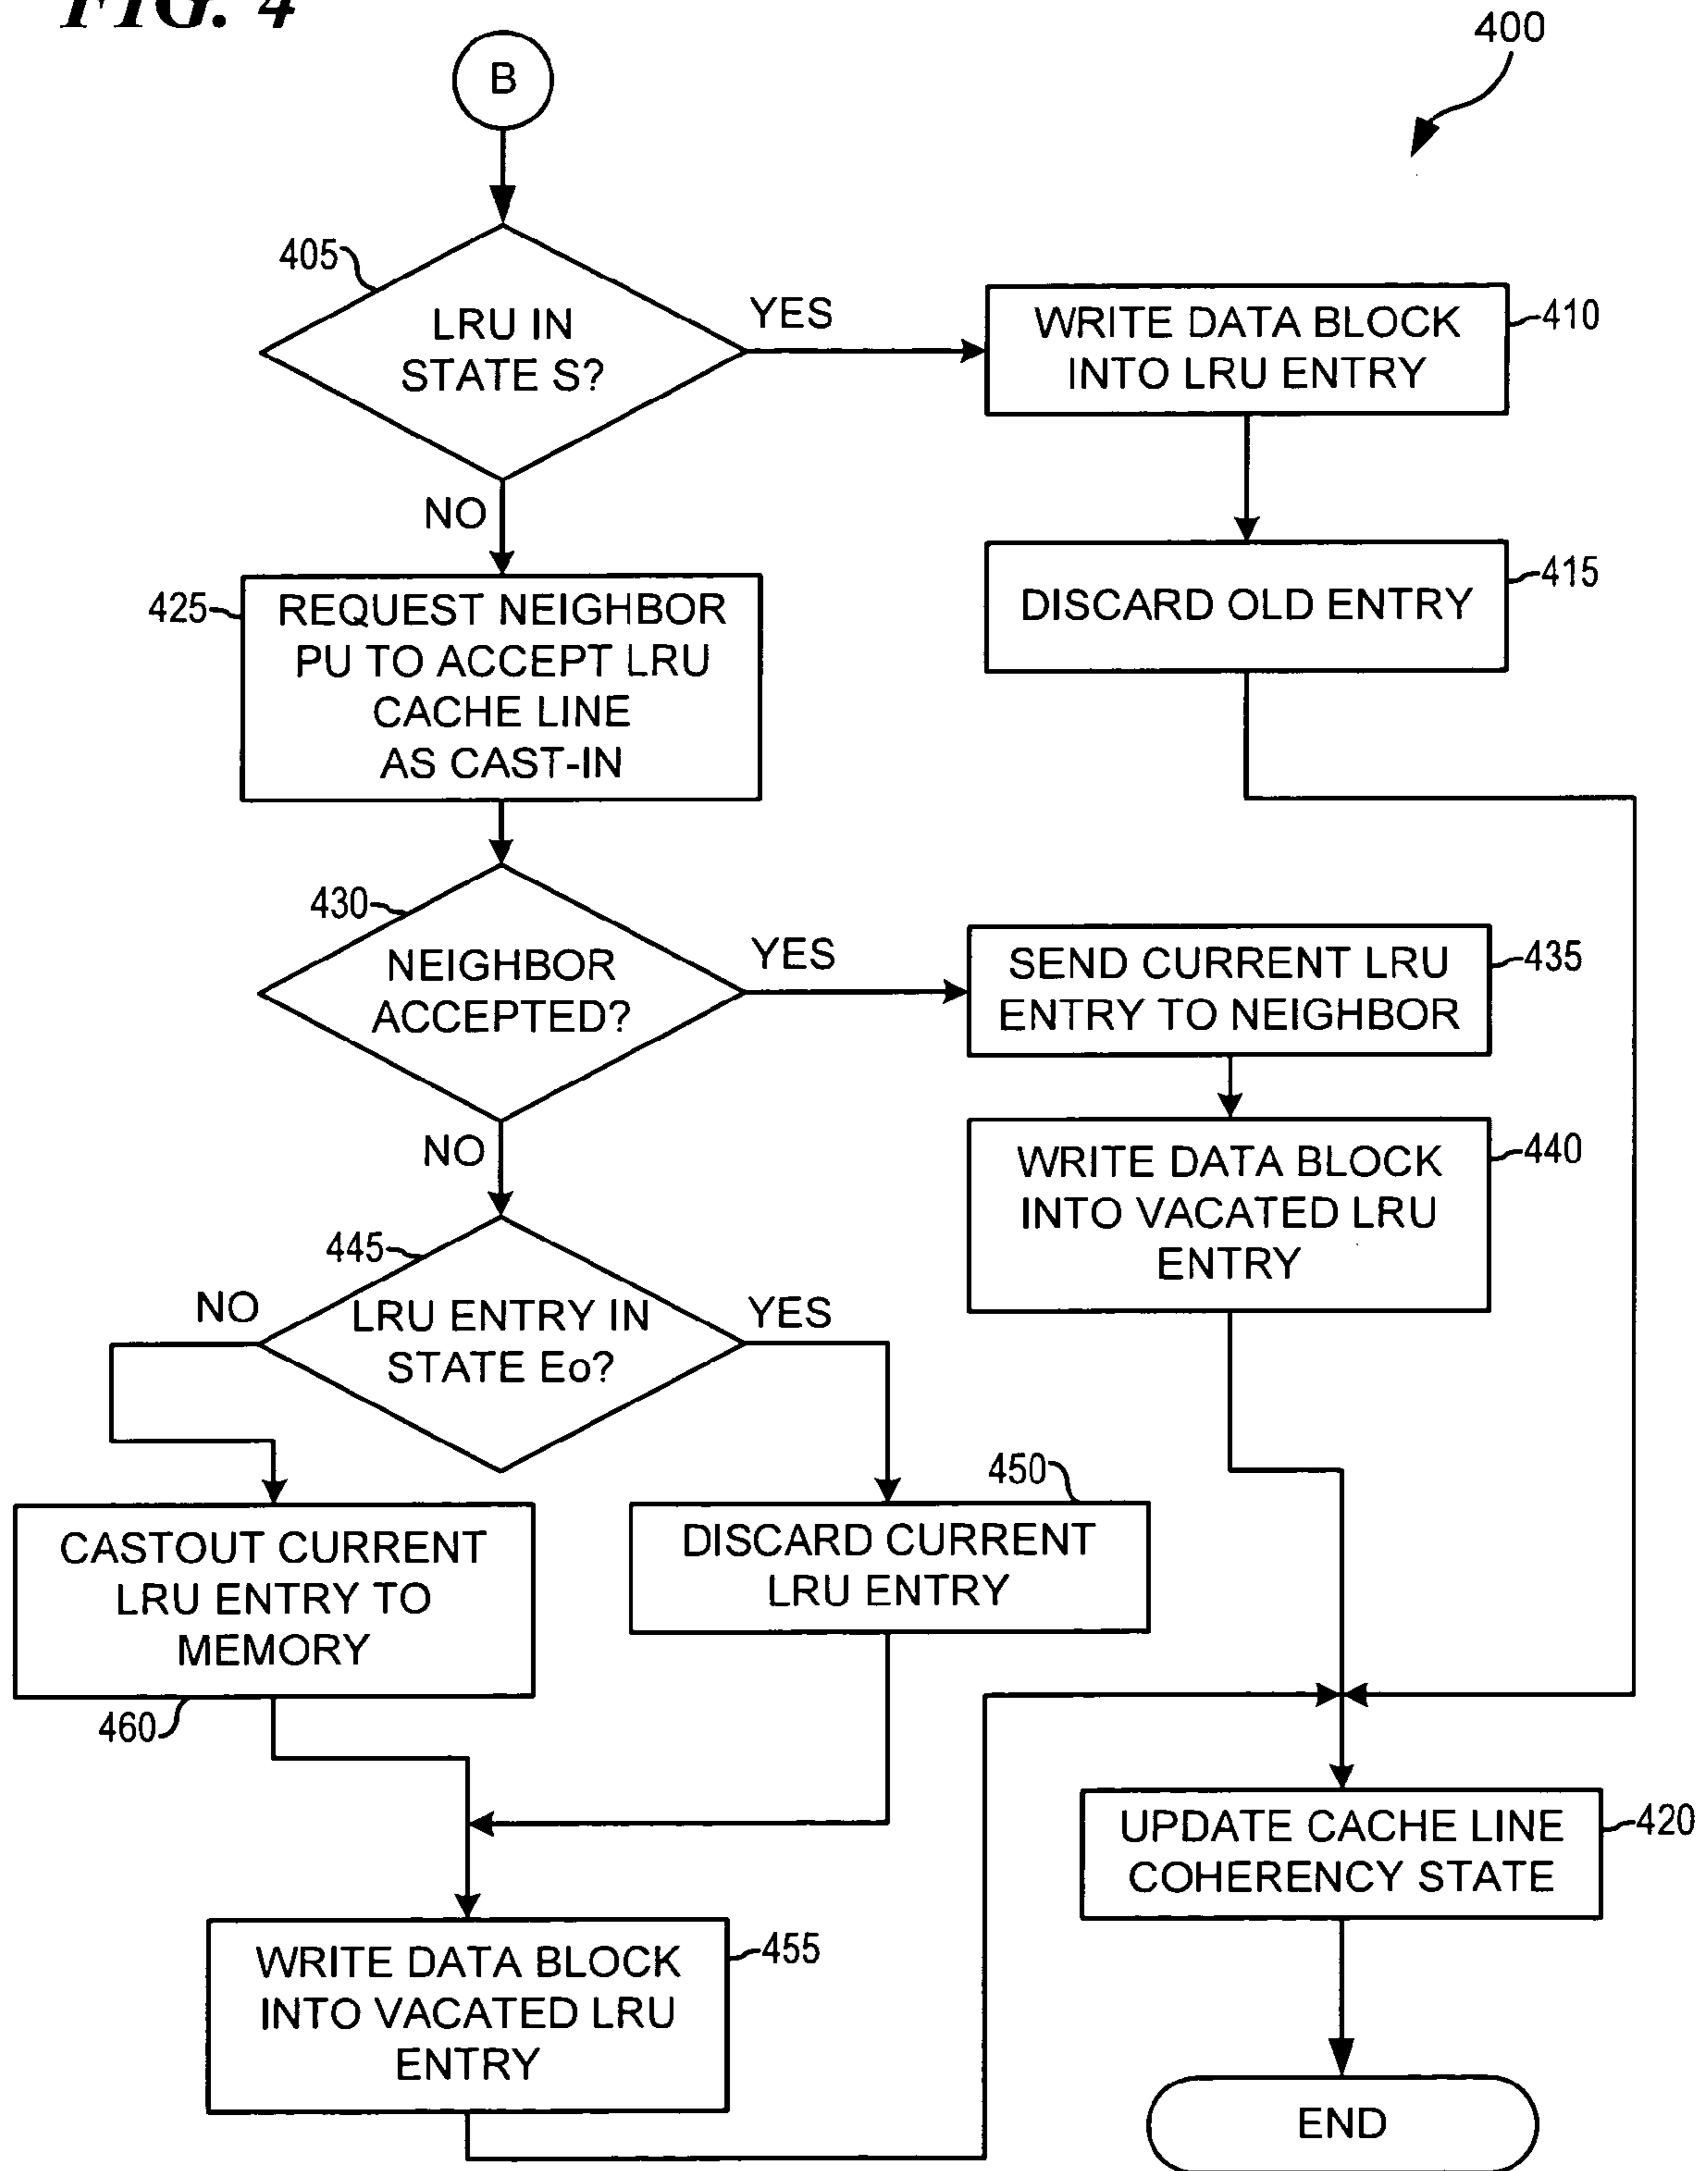 FIG. 4
400
B
405
LRU IN
STATE S?
YES
WRITE DATA BLOCK
INTO LRU ENTRY
410
NO
DISCARD OLD ENTRY
415
425
REQUEST NEIGHBOR
PU TO ACCEPT LRU
CACHE LINE
AS CAST-IN
430
NEIGHBOR
ACCEPTED?
YES
SEND CURRENT LRU
ENTRY TO NEIGHBOR
435
NO
WRITE DATA BLOCK
INTO VACATED LRU
ENTRY
440
445
LRU ENTRY IN
STATE Eo?
NO
YES
450
CASTOUT CURRENT
LRU ENTRY TO
MEMORY
460
DISCARD CURRENT
LRU ENTRY
UPDATE CACHE LINE
COHERENCY STATE
420
WRITE DATA BLOCK
INTO VACATED LRU
ENTRY
455
END